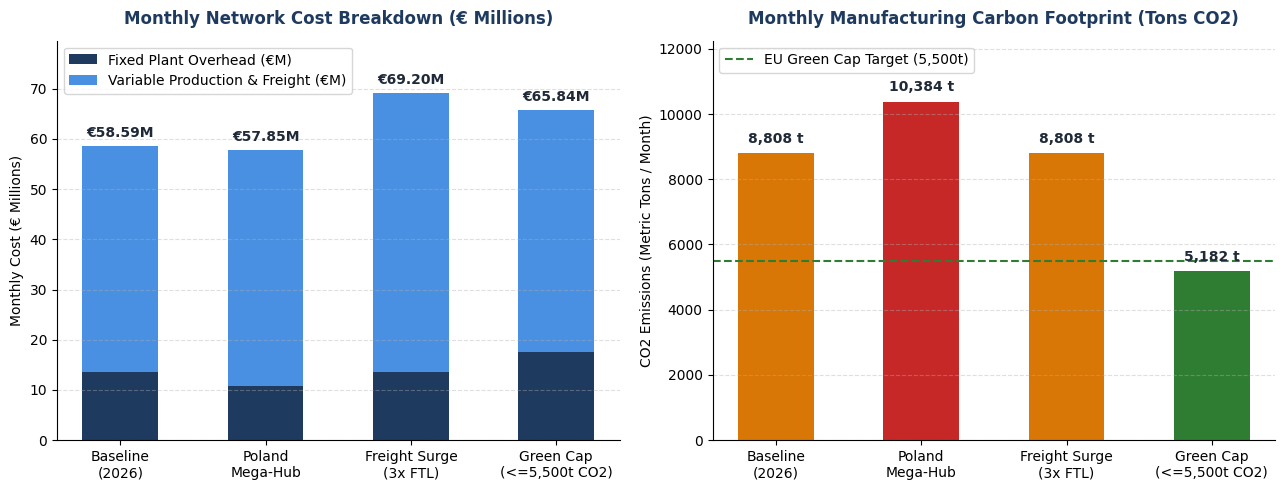 Monthly Network Cost Breakdown (€ Millions)
Fixed Plant Overhead (€M)
Variable Production & Freight (€M)
€58.59M
€57.85M
€69.20M
€65.84M
Monthly Cost (€ Millions)
70
60
50
40
30
20
10
0
Baseline
(2026)
Poland
Mega-Hub
Freight Surge
(3x FTL)
Green Cap
(<=5,500t CO2)
Monthly Manufacturing Carbon Footprint (Tons CO2)
EU Green Cap Target (5,500t)
8,808 t
10,384 t
8,808 t
5,182 t
CO2 Emissions (Metric Tons / Month)
12000
10000
8000
6000
4000
2000
0
Baseline
(2026)
Poland
Mega-Hub
Freight Surge
(3x FTL)
Green Cap
(<=5,500t CO2)